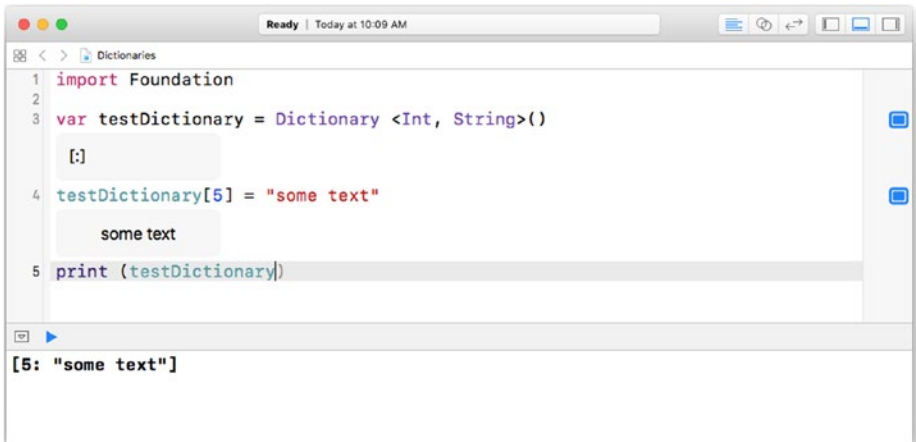 Ready | Today at 10:09 AM
Dictionaries
1 import Foundation
2
3 var testDictionary = Dictionary <Int, String>()
[:]
4 testDictionary[5] = "some text"
some text
5 print (testDictionary)
[5: "some text"]